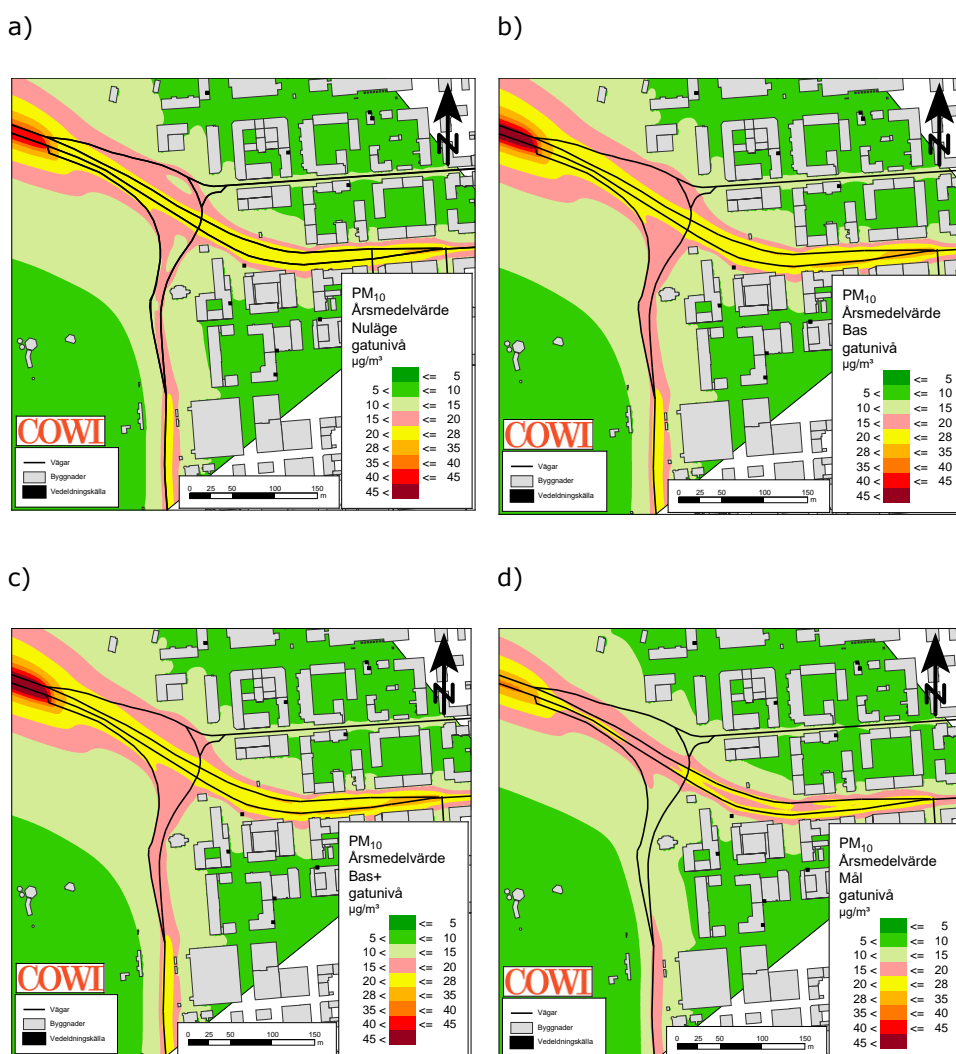 a)
b)
N
N
PM10
Årsmedelvärde
Nuläge
gatunivå
µg/m³
<= 5
5 < <= 10
10 < <= 15
15 < <= 20
20 < <= 28
28 < <= 35
35 < <= 40
40 < <= 45
45 <
COWI
Vägar
Byggnader
Vedeldningskälla
0 25 50 100 150
m
PM10
Årsmedelvärde
Bas
gatunivå
µg/m³
<= 5
5 < <= 10
10 < <= 15
15 < <= 20
20 < <= 28
28 < <= 35
35 < <= 40
40 < <= 45
45 <
COWI
Vägar
Byggnader
Vedeldningskälla
0 25 50 100 150
m
c)
d)
N
N
PM10
Årsmedelvärde
Bas+
gatunivå
µg/m³
<= 5
5 < <= 10
10 < <= 15
15 < <= 20
20 < <= 28
28 < <= 35
35 < <= 40
40 < <= 45
45 <
COWI
Vägar
Byggnader
Vedeldningskälla
0 25 50 100 150
m
PM10
Årsmedelvärde
Mål
gatunivå
µg/m³
<= 5
5 < <= 10
10 < <= 15
15 < <= 20
20 < <= 28
28 < <= 35
35 < <= 40
40 < <= 45
45 <
COWI
Vägar
Byggnader
Vedeldningskälla
0 25 50 100 150
m